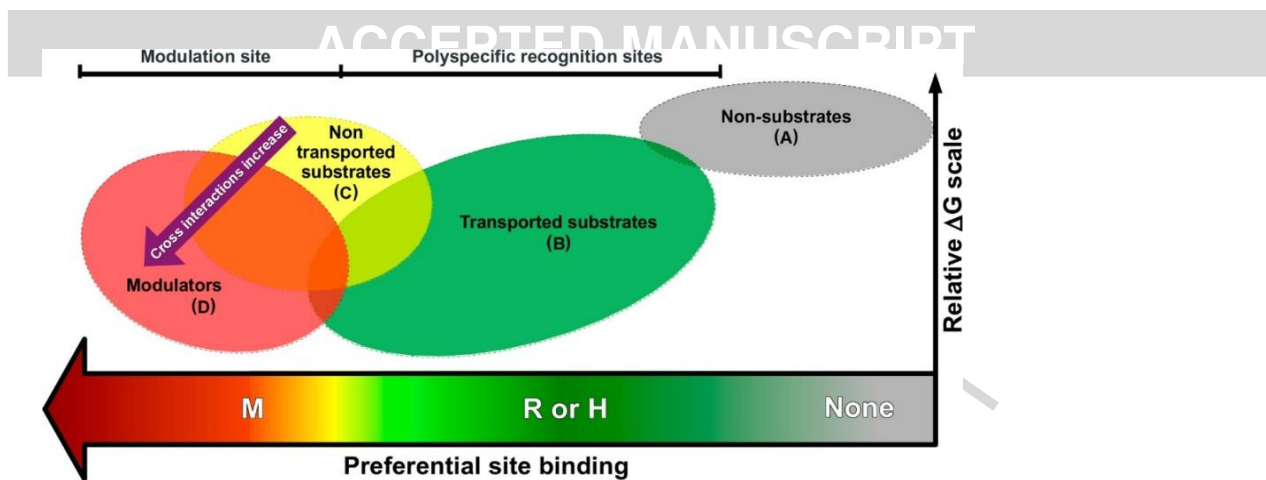 ACCEPTED MANUSCRIPT
Modulation site
Polyspecific recognition sites
Cross interactions increase
Non
transported
substrates
(C)
Non-substrates
(A)
Transported substrates
(B)
Modulators
(D)
Relative ΔG scale
M
R or H
None
Preferential site binding